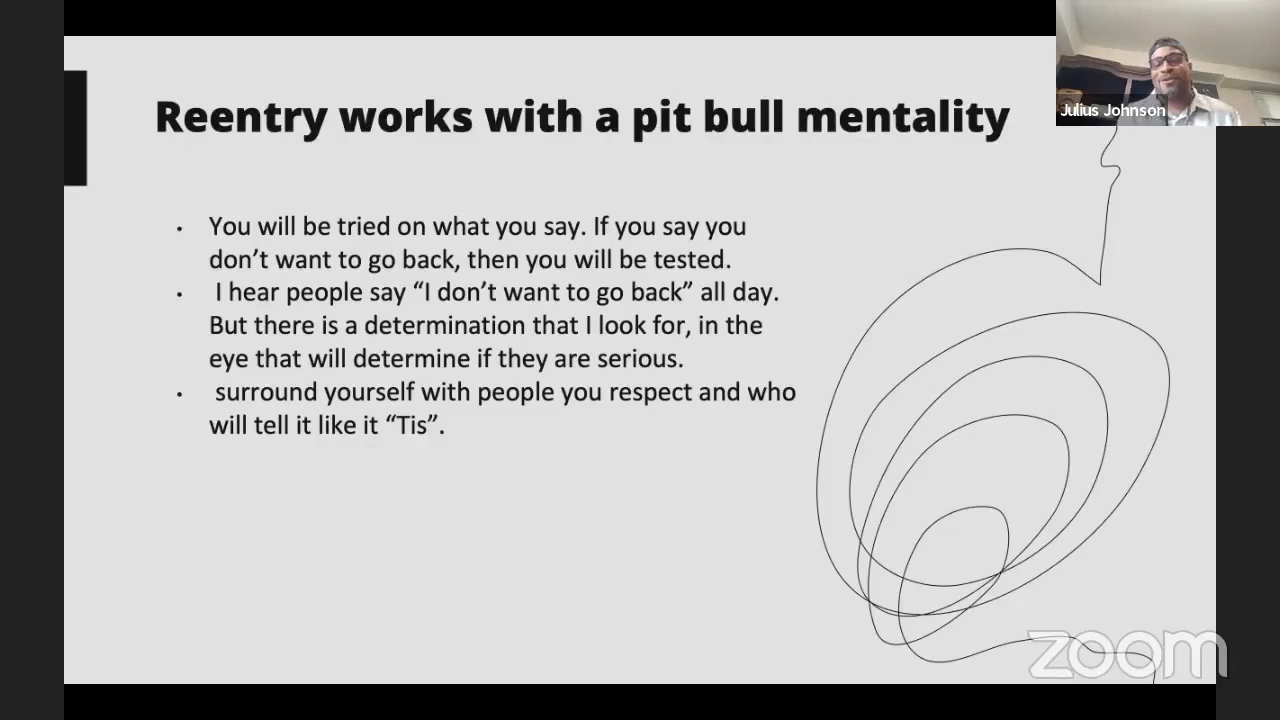 Reentry works with a pit bull mentality
Julius Johnson
• You will be tried on what you say. If you say you
don’t want to go back, then you will be tested.
• I hear people say “I don’t want to go back” all day.
But there is a determination that I look for, in the
eye that will determine if they are serious.
• surround yourself with people you respect and who
will tell it like it “Tis”.
zoom